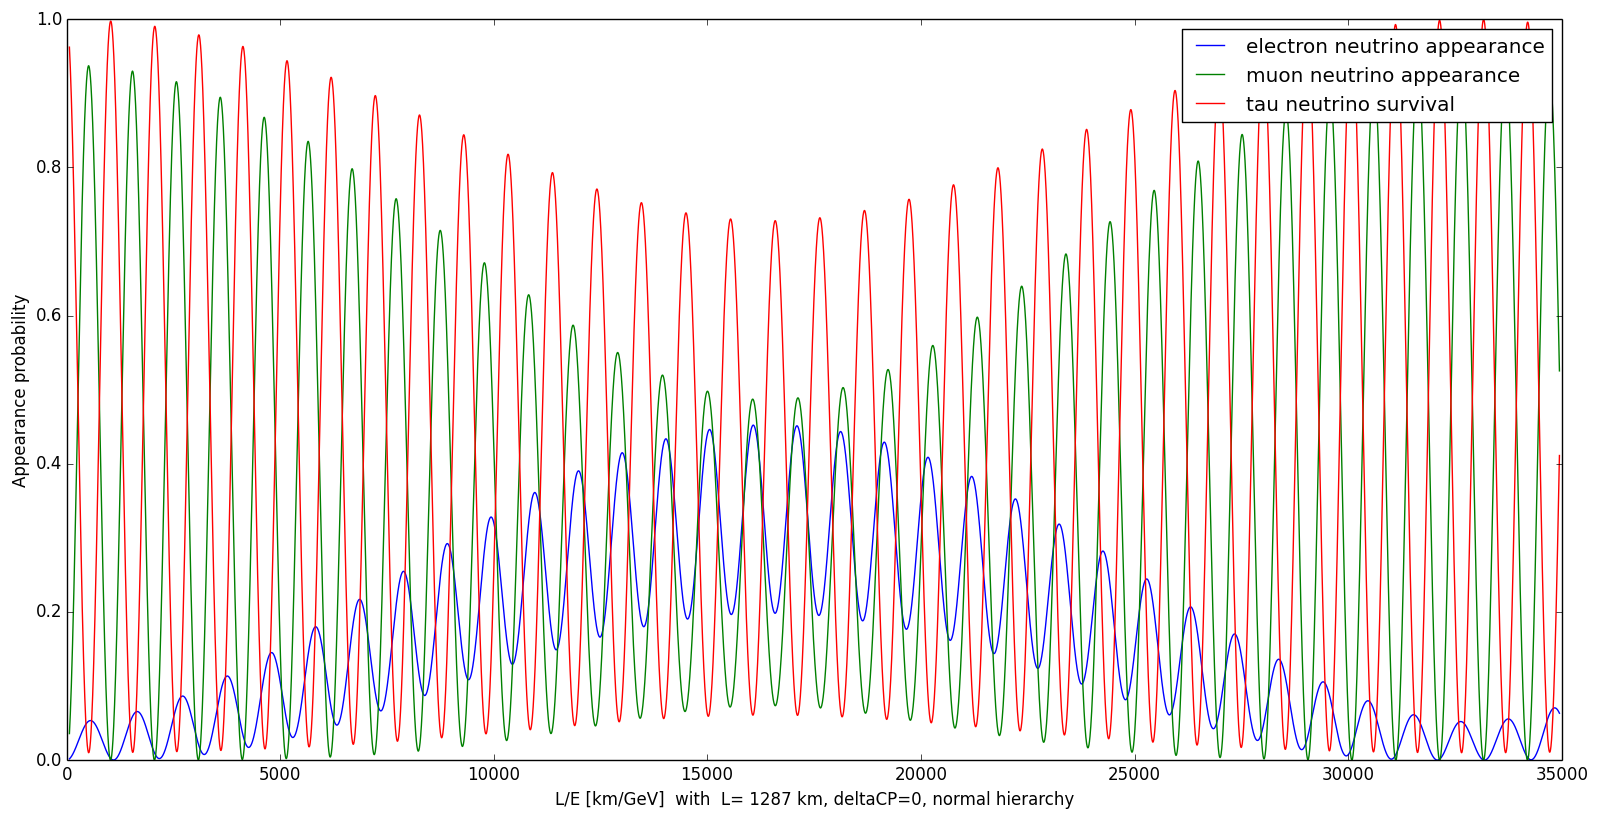 1.0
0.8
0.6
0.4
0.2
0.0
Appearance probability
electron neutrino appearance
muon neutrino appearance
tau neutrino survival
0 5000 10000 15000 20000 25000 30000 35000
L/E [km/GeV]  with  L= 1287 km, deltaCP=0, normal hierarchy